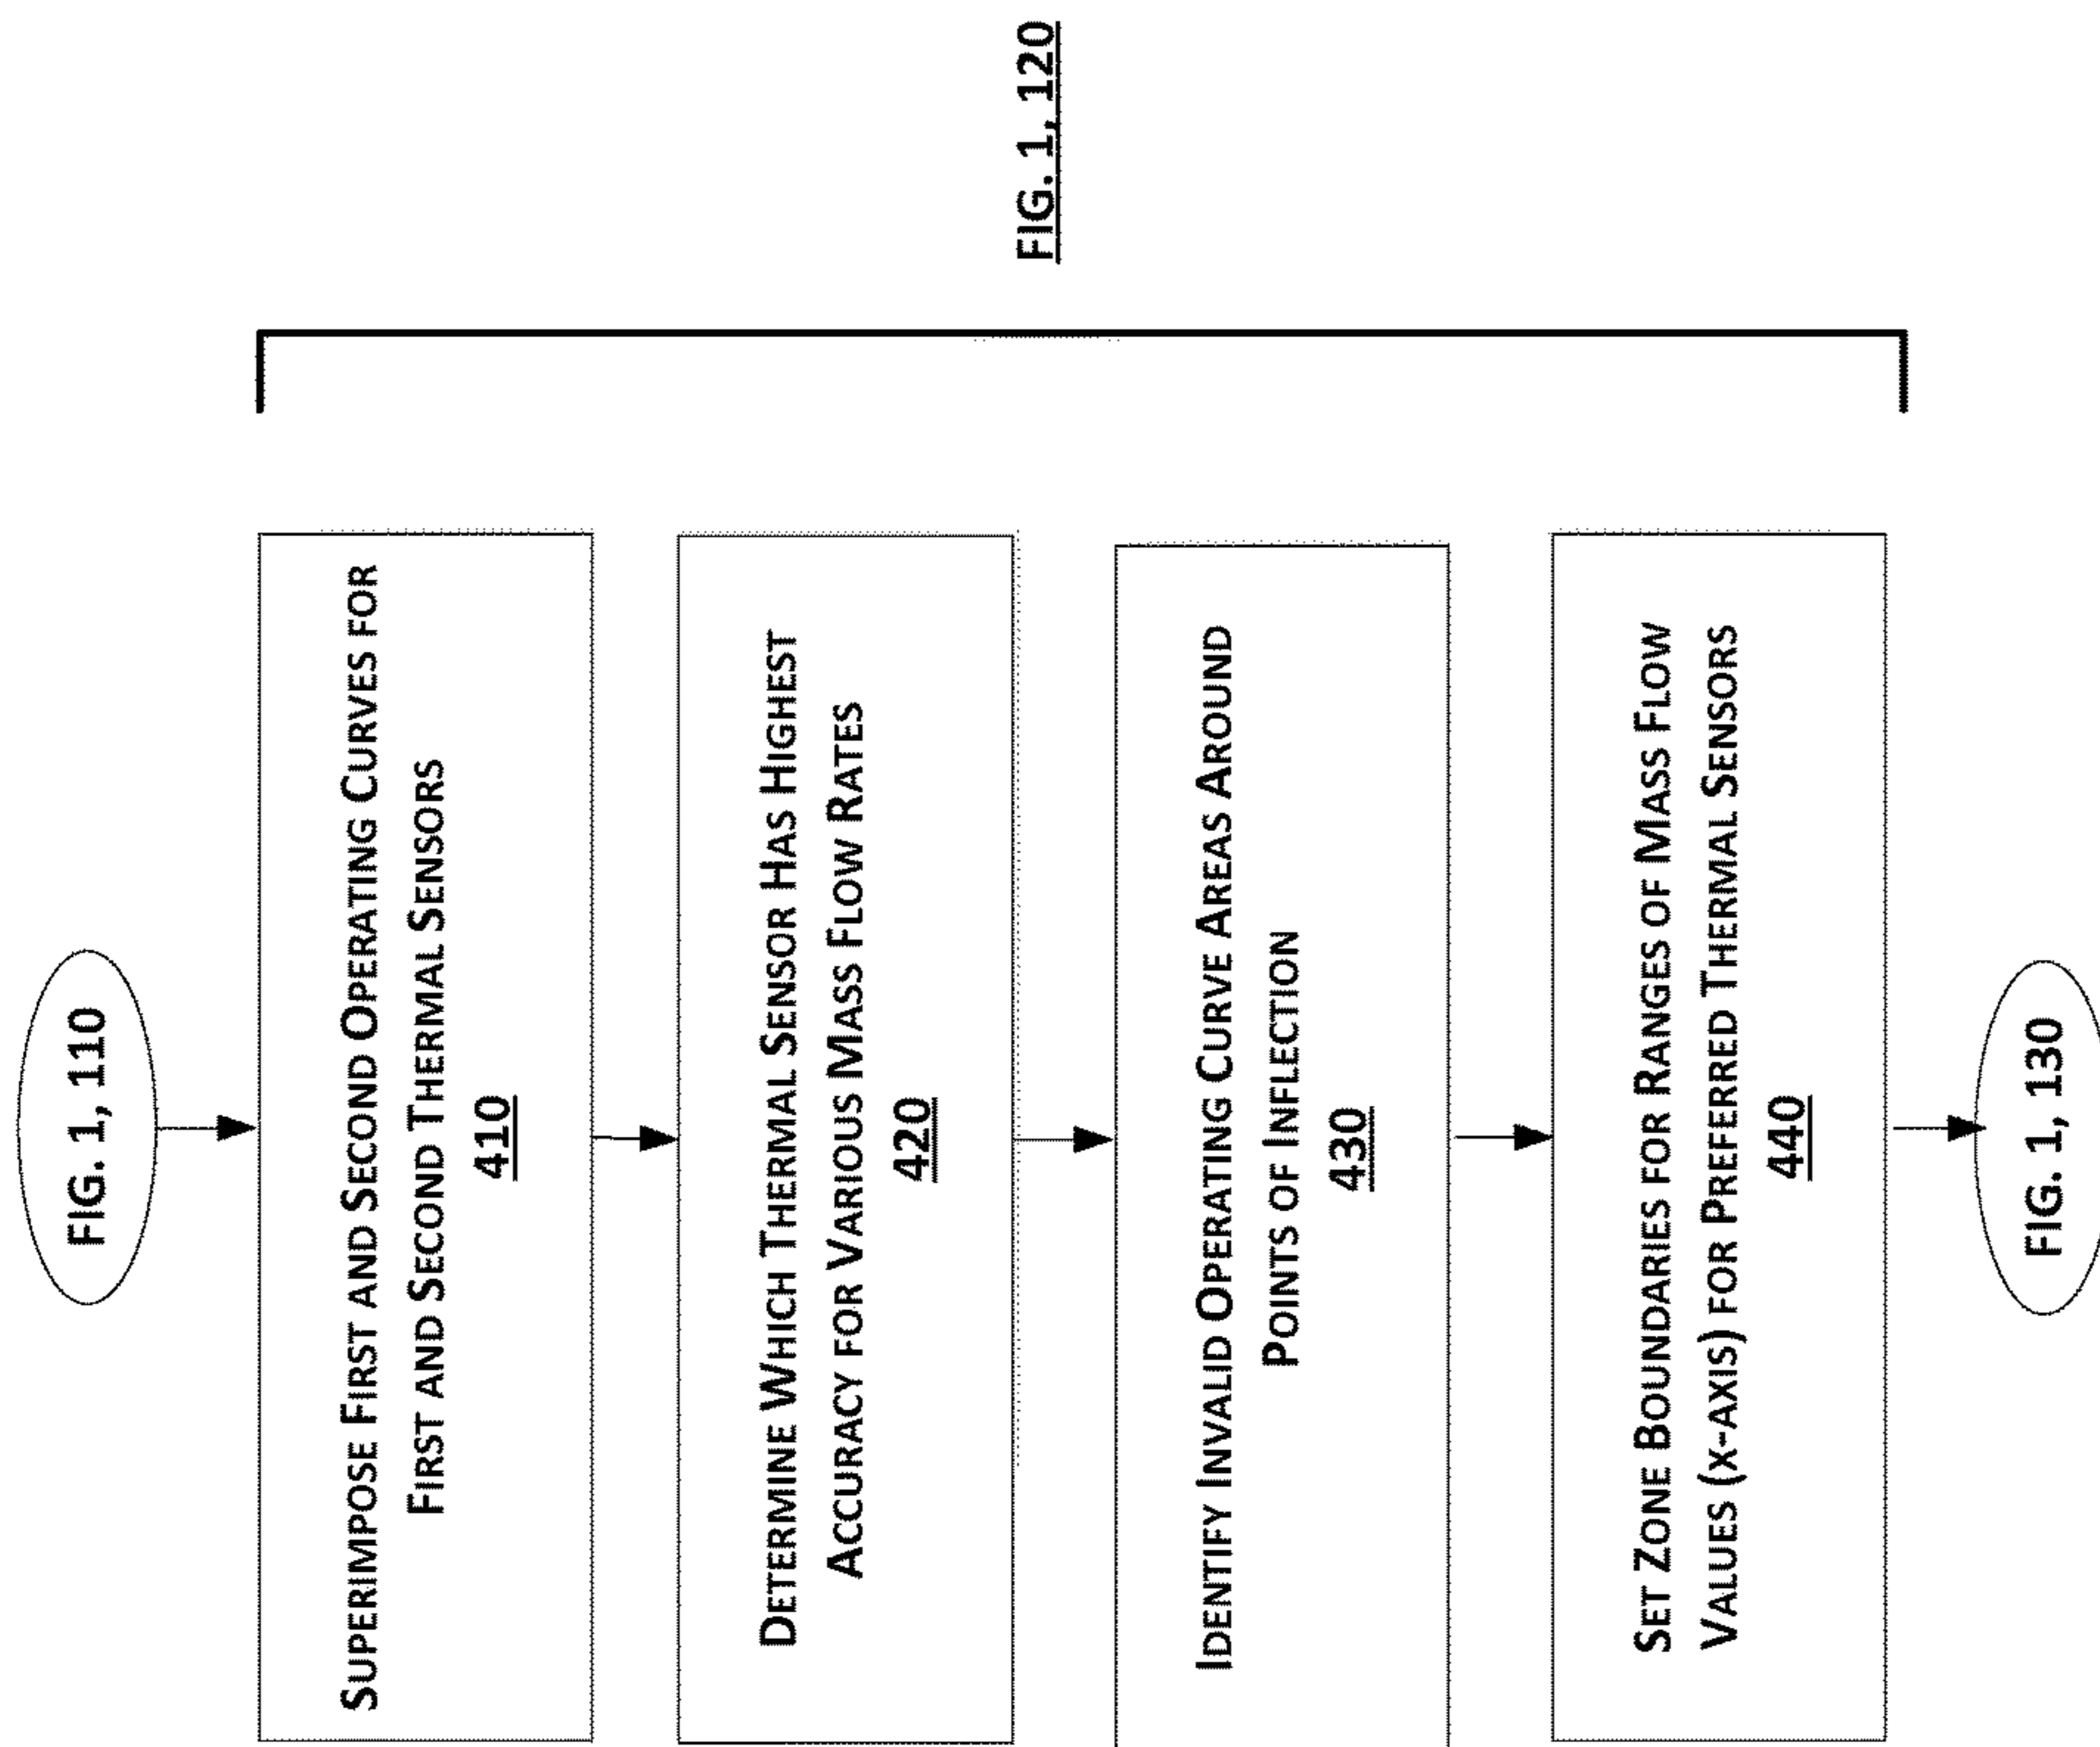 FIG. 1, 110
SUPERIMPOSE FIRST AND SECOND OPERATING CURVES FOR
FIRST AND SECOND THERMAL SENSORS
410
DETERMINE WHICH THERMAL SENSOR HAS HIGHEST
ACCURACY FOR VARIOUS MASS FLOW RATES
420
IDENTIFY INVALID OPERATING CURVE AREAS AROUND
POINTS OF INFLECTION
430
SET ZONE BOUNDARIES FOR RANGES OF MASS FLOW
VALUES (X-AXIS) FOR PREFERRED THERMAL SENSORS
440
FIG. 1, 130
FIG. 1, 120